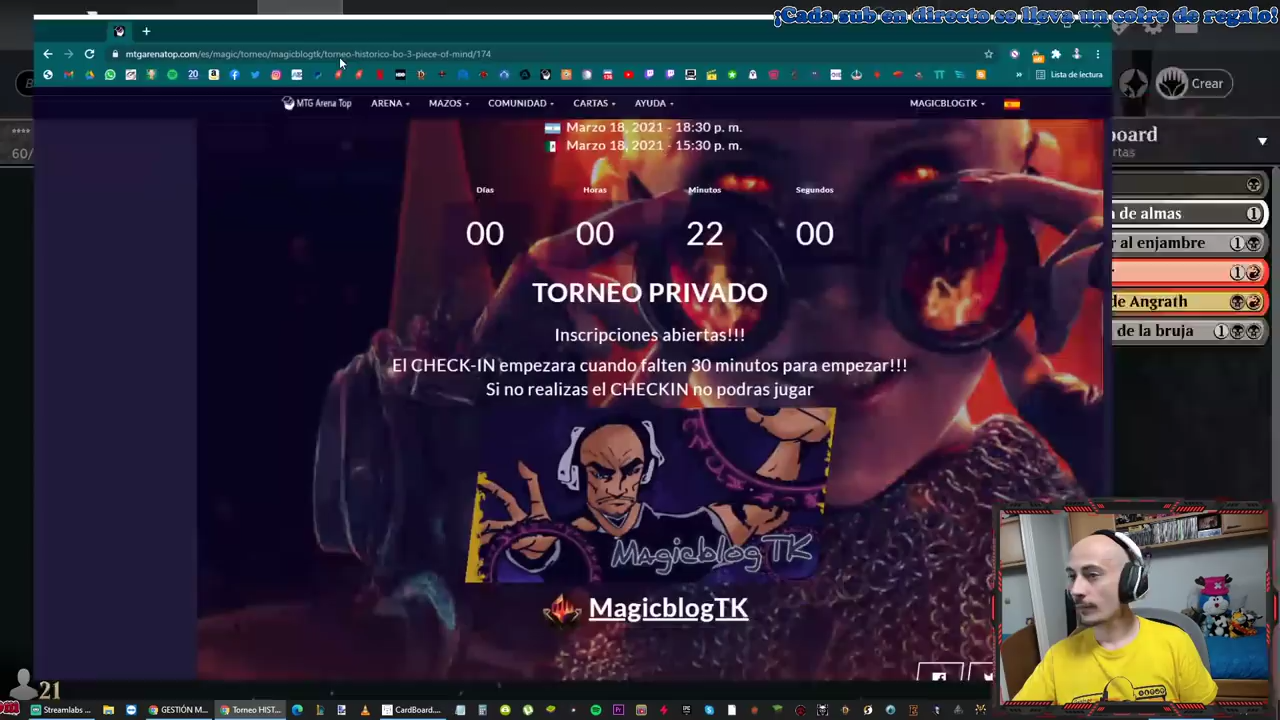 ¡Cada sub en directo se lleva un cofre de regalo!
mtgarenatop.com/es/magic/torneo/magicblogtk/torneo-historico-bo-3-piece-of-mind/174
Lista de lectura
Crear
MTG Arena Top
ARENA
MAZOS
COMUNIDAD
CARTAS
AYUDA
MAGICBLOGTK
****
60/
board
artas
Marzo 18, 2021 - 18:30 p. m.
Marzo 18, 2021 - 15:30 p. m.
Días
Horas
Minutos
Segundos
00
00
22
00
a de almas
1
r al enjambre
1
1
de Angrath
de la bruja
1
TORNEO PRIVADO
Inscripciones abiertas!!!
El CHECK-IN empezara cuando falten 30 minutos para empezar!!!
Si no realizas el CHECKIN no podras jugar
MagicblogTK
MagicblogTK
21
om
Streamlabs
GESTIÓN M...
Torneo HIST...
CardBoard....